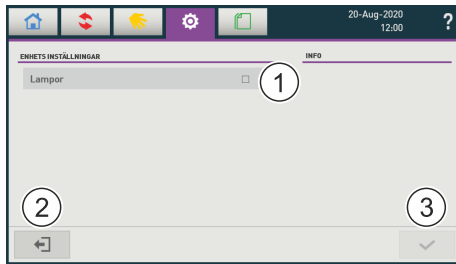 20-Aug-2020
12:00
?
ENHETS INSTÄLLNINGAR
INFO
Lampor
1
2
3